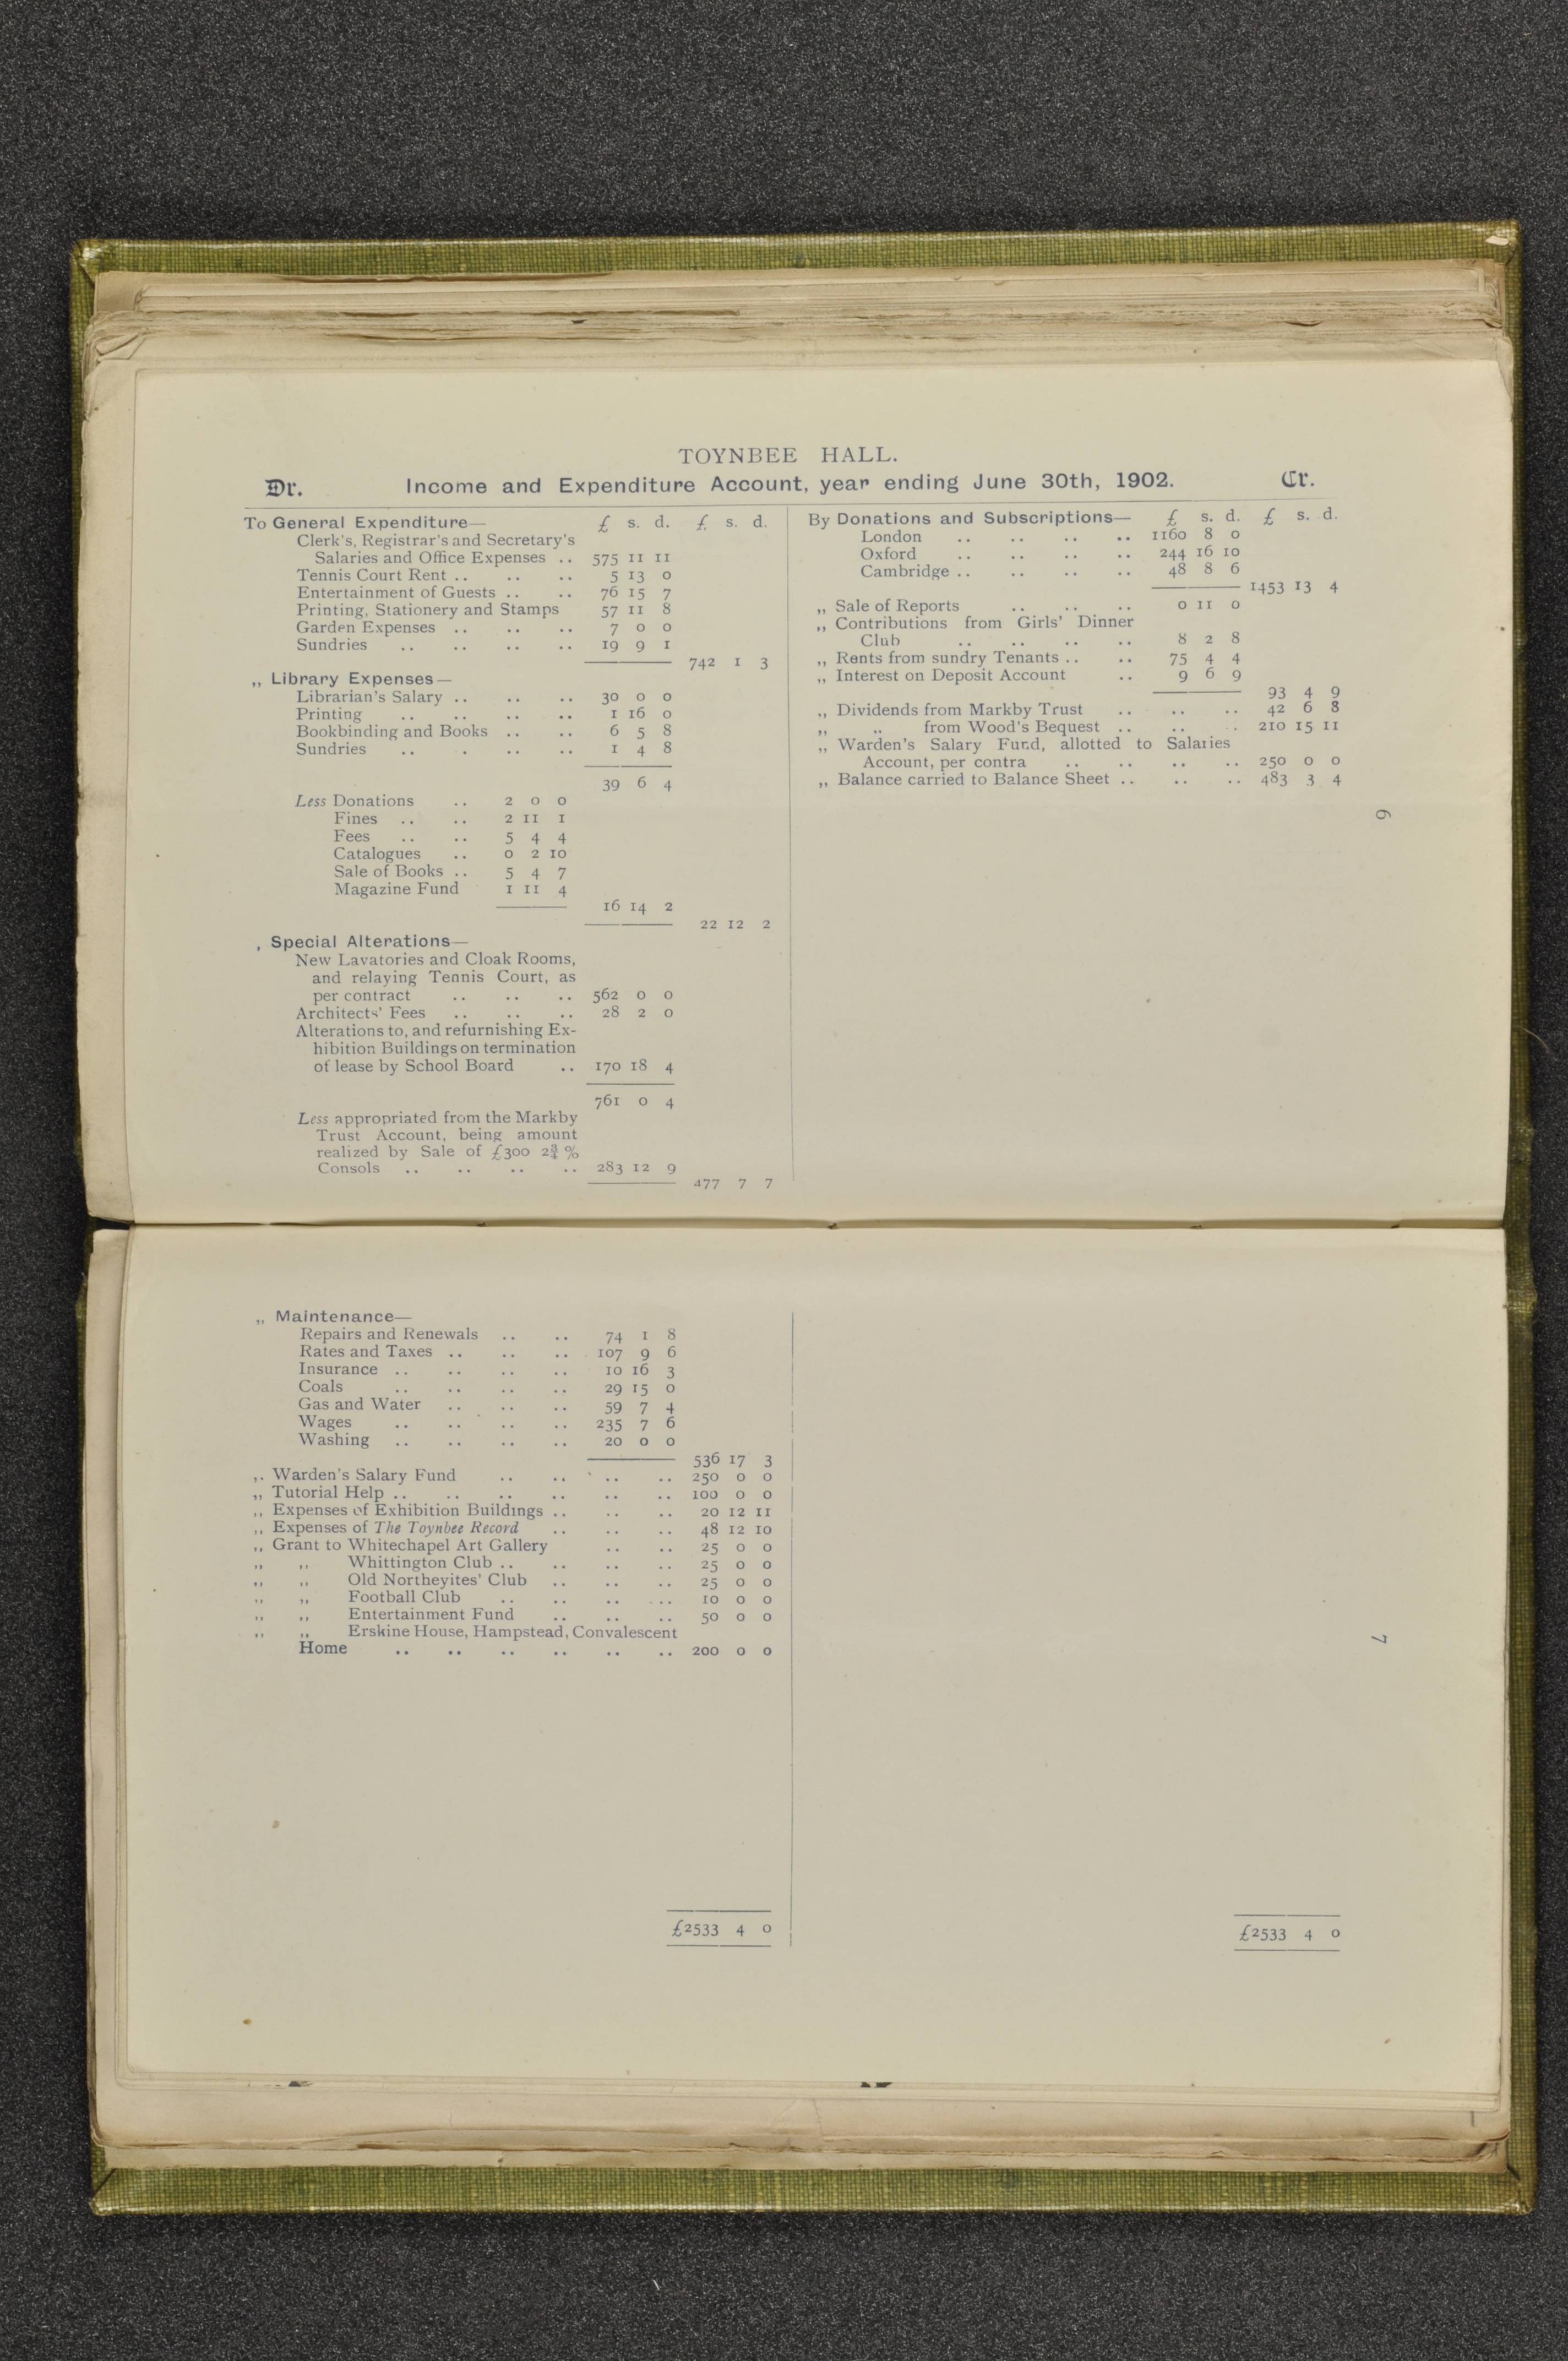 TOYNBEE HALL.
Dr. Income and Expenditure Account, year ending June 30th, 1902. Cr.
To General Expenditure— £ s. d. £ s. d.
Clerk's, Registrar's and Secretary's
Salaries and Office Expenses .. 575 11 11
Tennis Court Rent .. .. .. 5 13 0
Entertainment of Guests .. .. 76 15 7
Printing, Stationery and Stamps 57 11 8
Garden Expenses .. .. .. 7 0 0
Sundries .. .. .. .. 19 9 1
742 1 3
„ Library Expenses—
Librarian's Salary .. .. .. 30 0 0
Printing .. .. .. .. 1 16 0
Bookbinding and Books .. .. 6 5 8
Sundries .. . .. .. 1 4 8
39 6 4
Less Donations .. 2 0 0
Fines .. .. 2 11 1
Fees .. .. 5 4 4
Catalogues .. 0 2 10
Sale of Books .. 5 4 7
Magazine Fund 1 11 4
16 14 2
22 12 2
, Special Alterations—
New Lavatories and Cloak Rooms,
and relaying Tennis Court, as
per contract .. .. .. 562 0 0
Architects' Fees .. .. .. 28 2 0
Alterations to, and refurnishing Ex-
hibition Buildings on termination
of lease by School Board .. 170 18 4
761 0 4
Less appropriated from the Markby
Trust Account, being amount
realized by Sale of £300 2¾ %
Consols .. .. .. .. 283 12 9
477 7 7
By Donations and Subscriptions— £ s. d. £ s. d.
London .. .. .. .. 1160 8 0
Oxford .. .. .. .. 244 16 10
Cambridge .. .. .. .. 48 8 6
1453 13 4
„ Sale of Reports .. .. .. 0 11 0
„ Contributions from Girls' Dinner
Club .. .. .. .. 8 2 8
„ Rents from sundry Tenants .. .. 75 4 4
„ Interest on Deposit Account .. 9 6 9
93 4 9
„ Dividends from Markby Trust .. .. .. 42 6 8
„ „ from Wood's Bequest .. .. . 210 15 11
„ Warden's Salary Fund, allotted to Salaries
Account, per contra .. .. .. .. 250 0 0
„ Balance carried to Balance Sheet .. .. .. 483 3 4
6
„ Maintenance—
Repairs and Renewals .. .. 74 1 8
Rates and Taxes .. .. .. 107 9 6
Insurance .. .. .. .. 10 16 3
Coals .. .. .. .. 29 15 0
Gas and Water .. .. .. 59 7 4
Wages .. .. .. .. 235 7 6
Washing .. .. .. .. 20 0 0
536 17 3
„ Warden's Salary Fund .. .. .. .. 250 0 0
„ Tutorial Help .. .. .. .. .. .. 100 0 0
„ Expenses of Exhibition Buildings .. .. .. 20 12 11
„ Expenses of The Toynbee Record .. .. .. 48 12 10
„ Grant to Whitechapel Art Gallery .. .. 25 0 0
„ „ Whittington Club .. .. .. .. 25 0 0
„ „ Old Northeyites' Club .. .. .. 25 0 0
„ „ Football Club .. .. .. ... 10 0 0
„ „ Entertainment Fund .. .. .. 50 0 0
„ „ Erskine House, Hampstead, Convalescent
Home .. .. .. .. .. .. 200 0 0
7
£2533 4 0
£2533 4 0